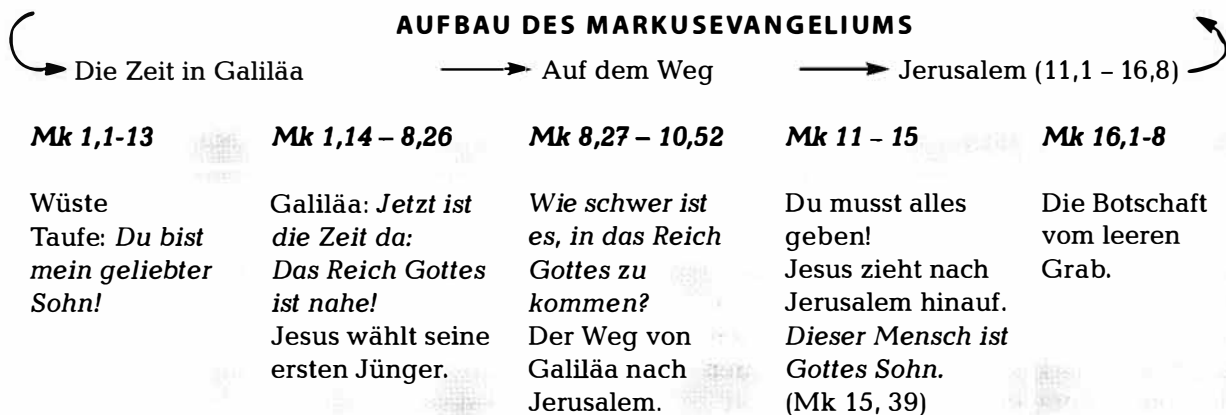 AUFBAU DES MARKUSEVANGELIUMS
Die Zeit in Galiläa
Auf dem Weg
Jerusalem (11,1 – 16,8)
Mk 1,1-13
Wüste
Taufe: Du bist
mein geliebter
Sohn!
Mk 1,14 – 8,26
Galiläa: Jetzt ist
die Zeit da:
Das Reich Gottes
ist nahe!
Jesus wählt seine
ersten Jünger.
Mk 8,27 – 10,52
Wie schwer ist
es, in das Reich
Gottes zu
kommen?
Der Weg von
Galiläa nach
Jerusalem.
Mk 11 – 15
Du musst alles
geben!
Jesus zieht nach
Jerusalem hinauf.
Dieser Mensch ist
Gottes Sohn.
(Mk 15, 39)
Mk 16,1-8
Die Botschaft
vom leeren
Grab.